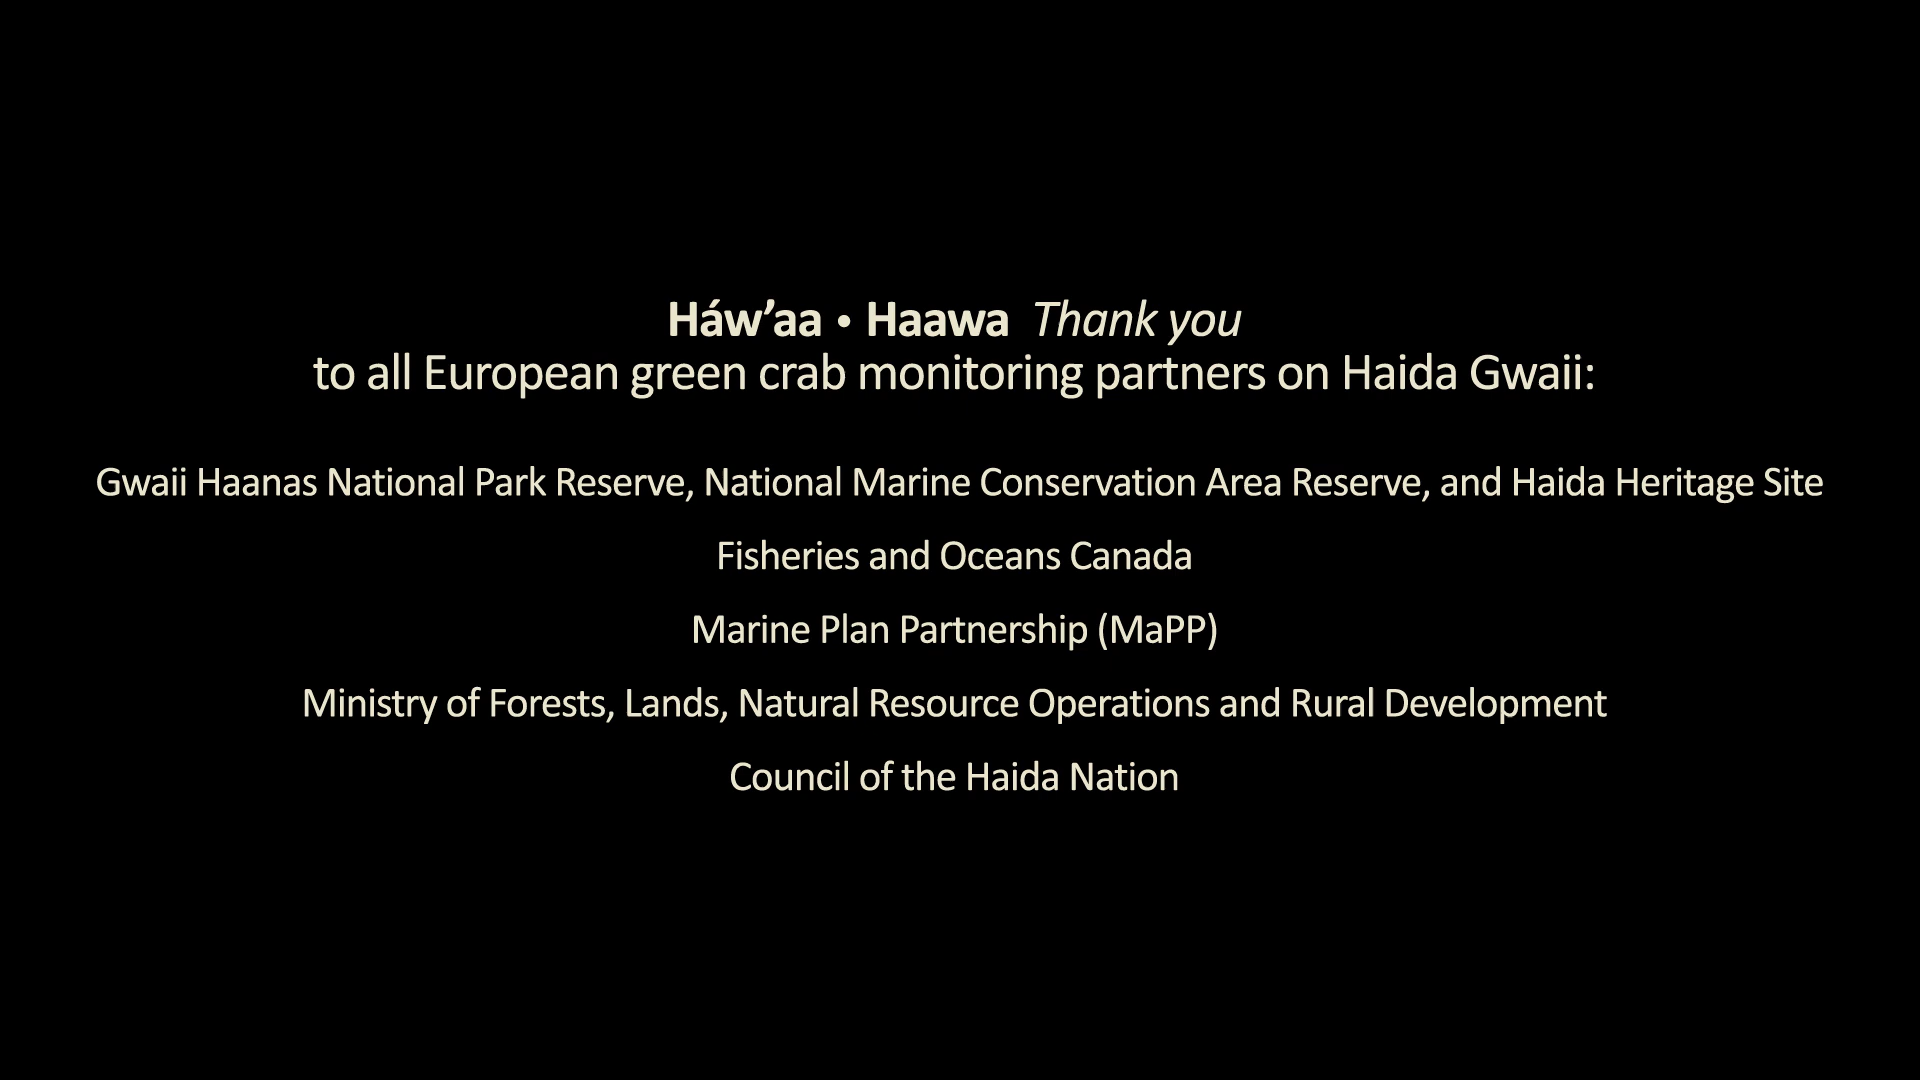 Háw’aa • Haawa Thank you
to all European green crab monitoring partners on Haida Gwaii:
Gwaii Haanas National Park Reserve, National Marine Conservation Area Reserve, and Haida Heritage Site
Fisheries and Oceans Canada
Marine Plan Partnership (MaPP)
Ministry of Forests, Lands, Natural Resource Operations and Rural Development
Council of the Haida Nation